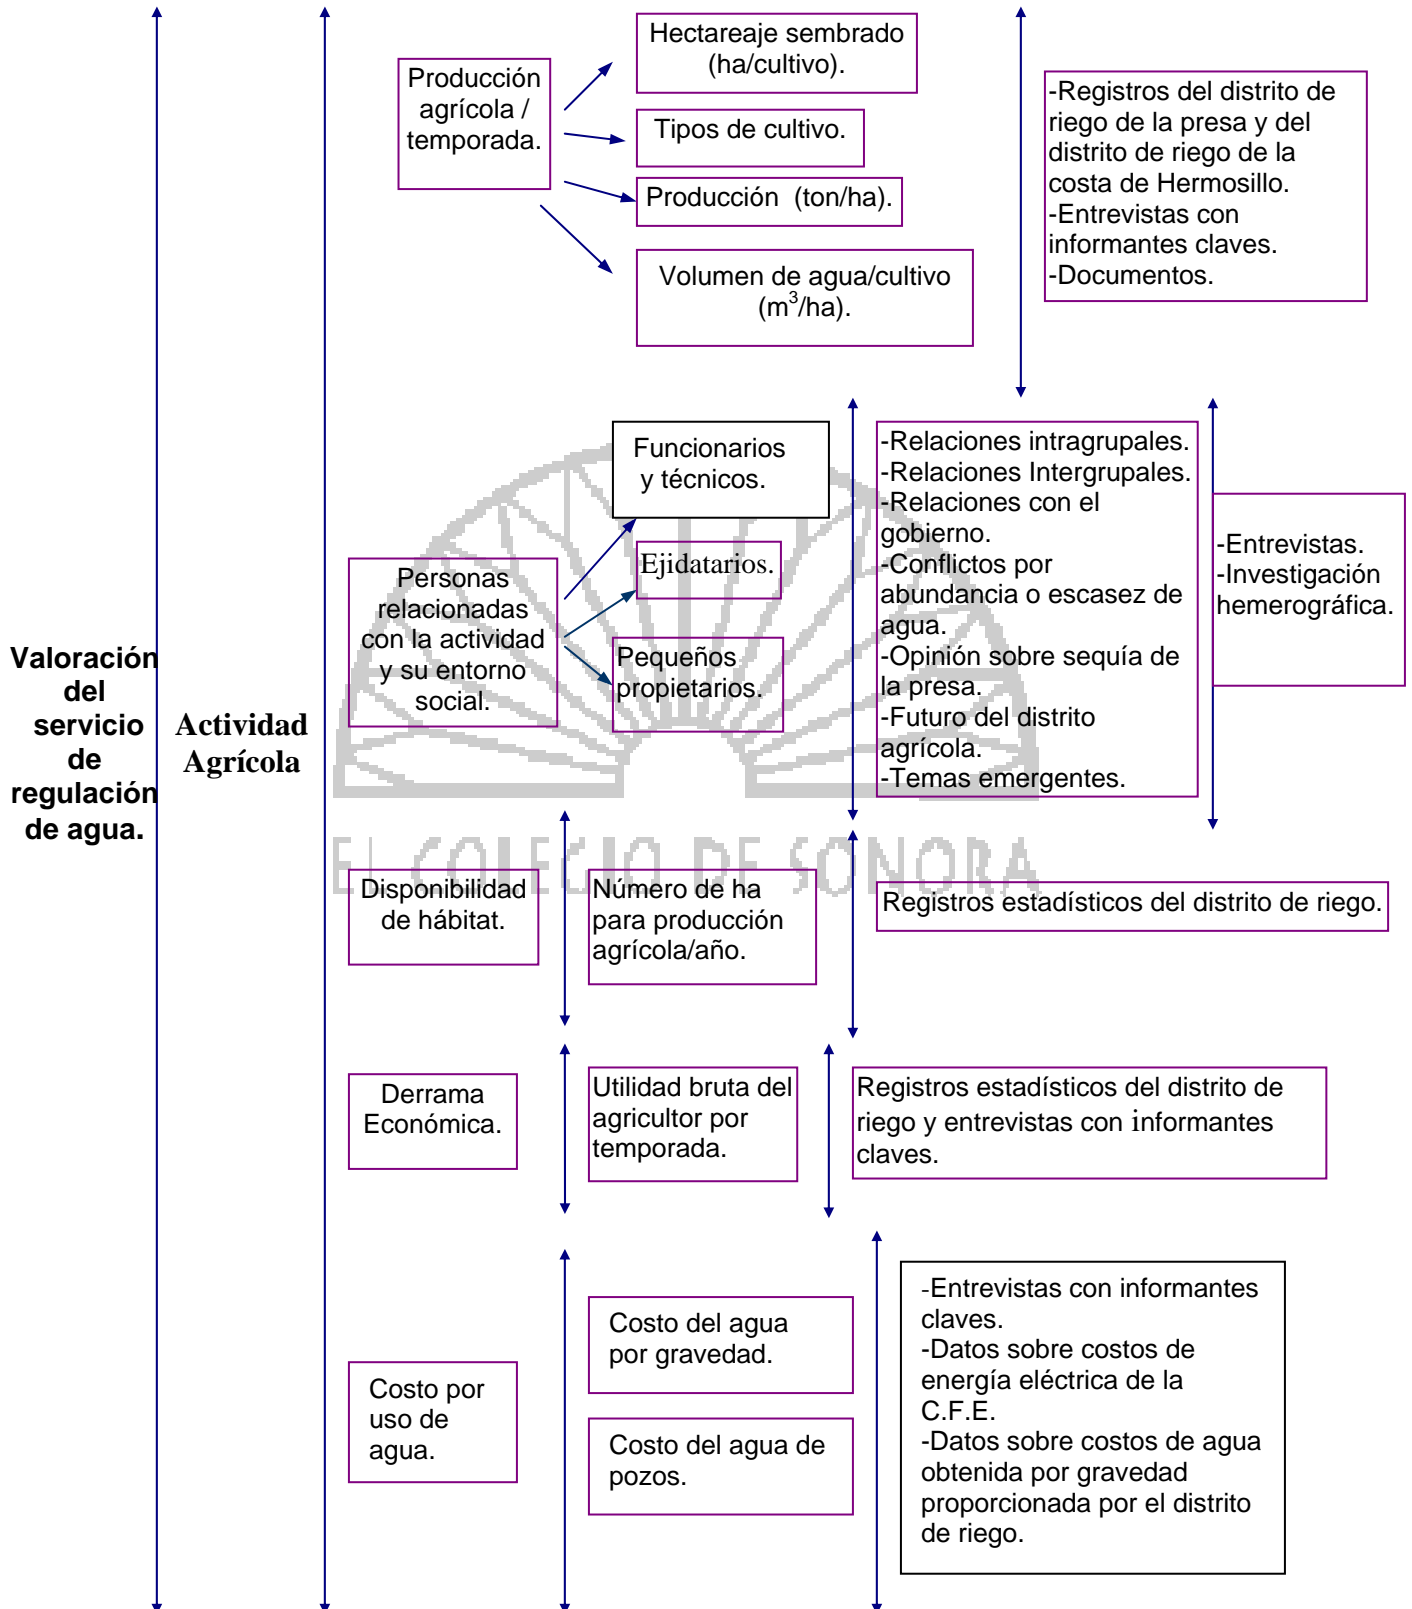 Valoración
del
servicio
de
regulación
de agua.
Actividad
Agrícola
Producción
agrícola /
temporada.
Hectareaje sembrado
(ha/cultivo).
Tipos de cultivo.
Producción  (ton/ha).
Volumen de agua/cultivo
(m³/ha).
-Registros del distrito de
riego de la presa y del
distrito de riego de la
costa de Hermosillo.
-Entrevistas con
informantes claves.
-Documentos.
Personas
relacionadas
con la actividad
y su entorno
social.
Funcionarios
y técnicos.
Ejidatarios.
Pequeños
propietarios.
-Relaciones intragrupales.
-Relaciones Intergrupales.
-Relaciones con el
gobierno.
-Conflictos por
abundancia o escasez de
agua.
-Opinión sobre sequía de
la presa.
-Futuro del distrito
agrícola.
-Temas emergentes.
-Entrevistas.
-Investigación
hemerográfica.
EL COLEGIO DE SONORA
Disponibilidad
de hábitat.
Número de ha
para producción
agrícola/año.
Registros estadísticos del distrito de riego.
Derrama
Económica.
Utilidad bruta del
agricultor por
temporada.
Registros estadísticos del distrito de
riego y entrevistas con informantes
claves.
Costo por
uso de
agua.
Costo del agua
por gravedad.
Costo del agua de
pozos.
-Entrevistas con informantes
claves.
-Datos sobre costos de
energía eléctrica de la
C.F.E.
-Datos sobre costos de agua
obtenida por gravedad
proporcionada por el distrito
de riego.